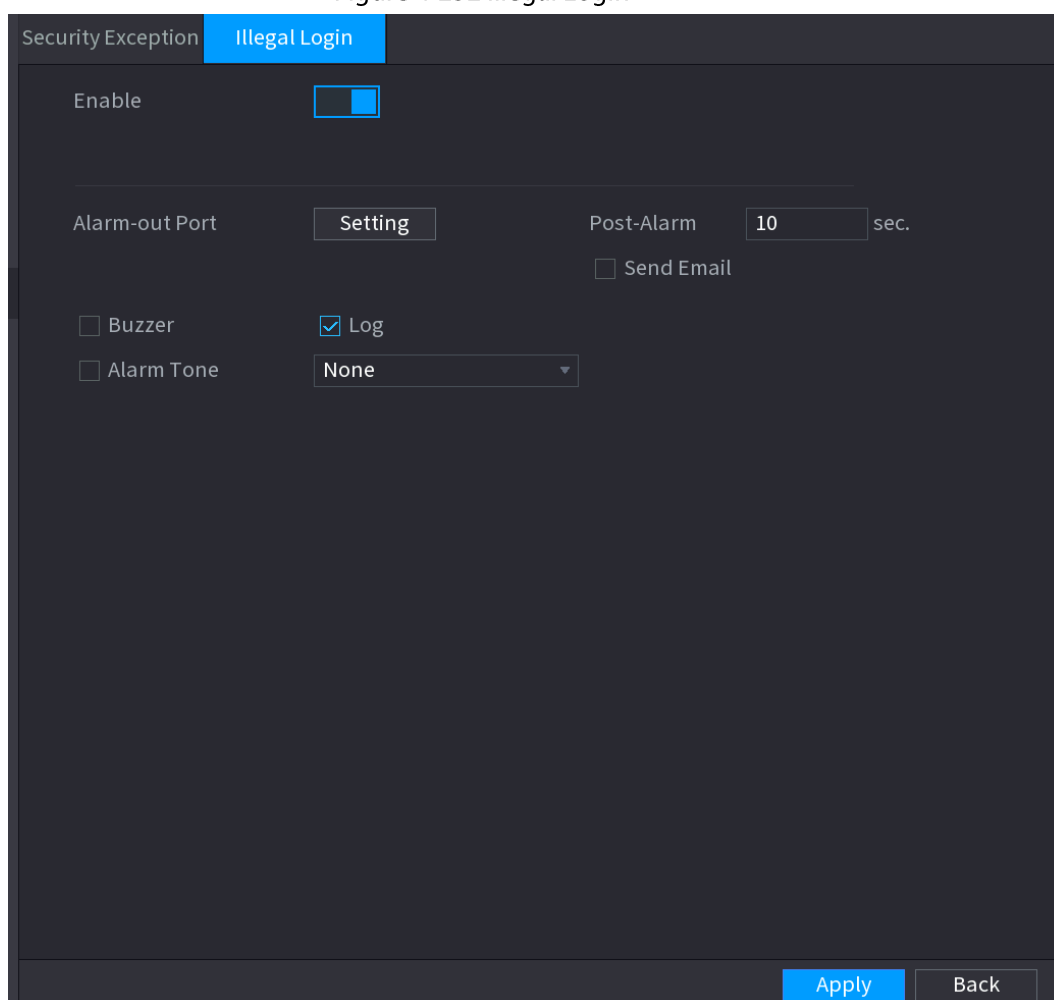 Security Exception Illegal Login
Enable
Alarm-out Port Setting Post-Alarm 10 sec.
Send Email
Buzzer Log
Alarm Tone None
Apply Back